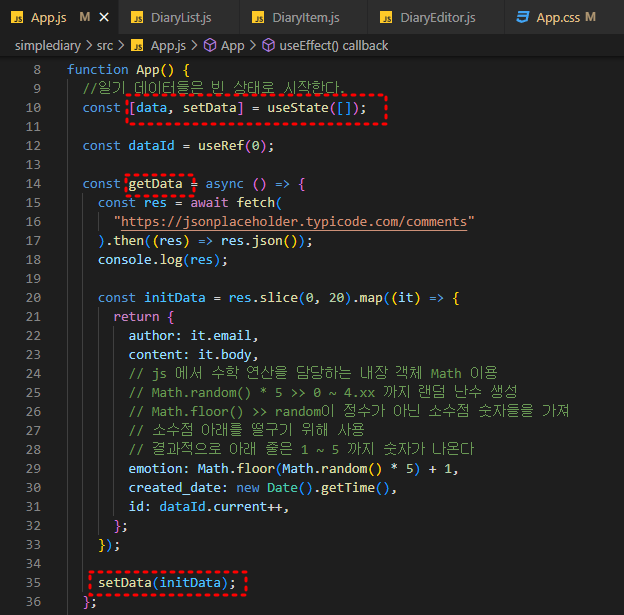 JS App.js M ✕ JS DiaryList.js JS DiaryItem.js JS DiaryEditor.js App.css M
simplediary > src > JS App.js > App > useEffect() callback
8 function App() {
9 //일기 데이터들은 빈 상태로 시작한다.
10 const [data, setData] = useState([]);
11
12 const dataId = useRef(0);
13
14 const getData = async () => {
15 const res = await fetch(
16 "https://jsonplaceholder.typicode.com/comments"
17 ).then((res) => res.json());
18 console.log(res);
19
20 const initData = res.slice(0, 20).map((it) => {
21 return {
22 author: it.email,
23 content: it.body,
24 // js 에서 수학 연산을 담당하는 내장 객체 Math 이용
25 // Math.random() * 5 >> 0 ~ 4.xx 까지 랜덤 난수 생성
26 // Math.floor() >> random이 정수가 아닌 소수점 숫자들을 가져
27 // 소수점 아래를 떨구기 위해 사용
28 // 결과적으로 아래 줄은 1 ~ 5 까지 숫자가 나온다
29 emotion: Math.floor(Math.random() * 5) + 1,
30 created_date: new Date().getTime(),
31 id: dataId.current++,
32 };
33 });
34
35 setData(initData);
36 };